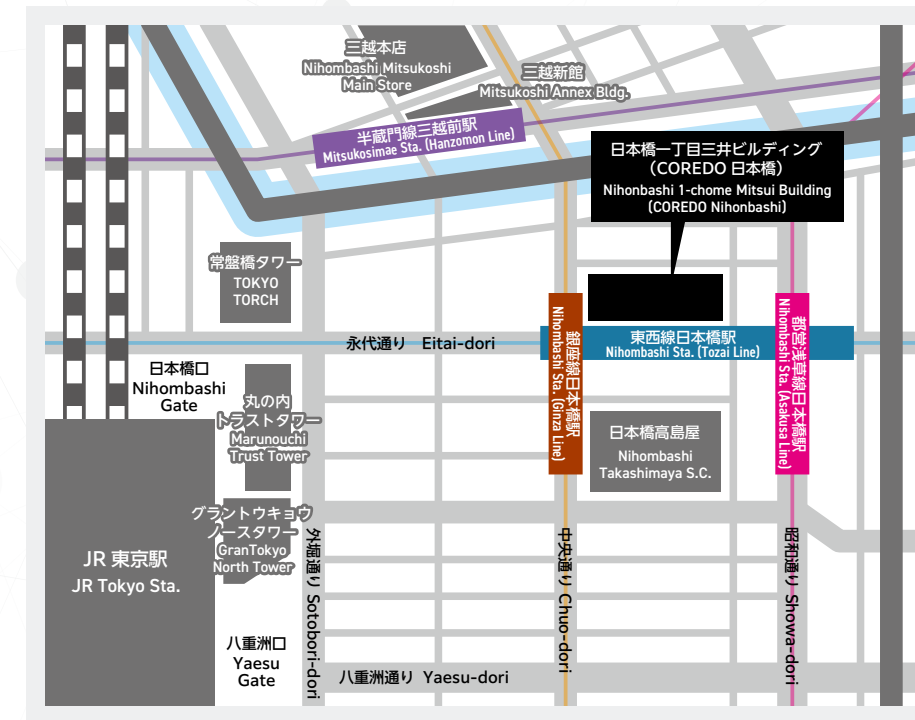 三越本店
Nihombashi Mitsukoshi
Main Store
三越新館
Mitsukoshi Annex Bldg.
半蔵門線三越前駅
Mitsukosimae Sta. (Hanzomon Line)
日本橋一丁目三井ビルディング
（COREDO 日本橋）
Nihonbashi 1-chome Mitsui Building
(COREDO Nihonbashi)
常盤橋タワー
TOKYO
TORCH
永代通り Eitai-dori
銀座線日本橋駅
Nihombashi Sta. (Ginza Line)
東西線日本橋駅
Nihombashi Sta. (Tozai Line)
都営浅草線日本橋駅
Nihombashi Sta. (Asakusa Line)
日本橋口
Nihombashi
Gate
丸の内
トラストタワー
Marunouchi
Trust Tower
日本橋高島屋
Nihombashi
Takashimaya S.C.
グラントウキョウ
ノースタワー
GranTokyo
North Tower
JR 東京駅
JR Tokyo Sta.
外堀通り Sotobori-dori
中央通り Chuo-dori
昭和通り Showa-dori
八重洲口
Yaesu
Gate
八重洲通り Yaesu-dori